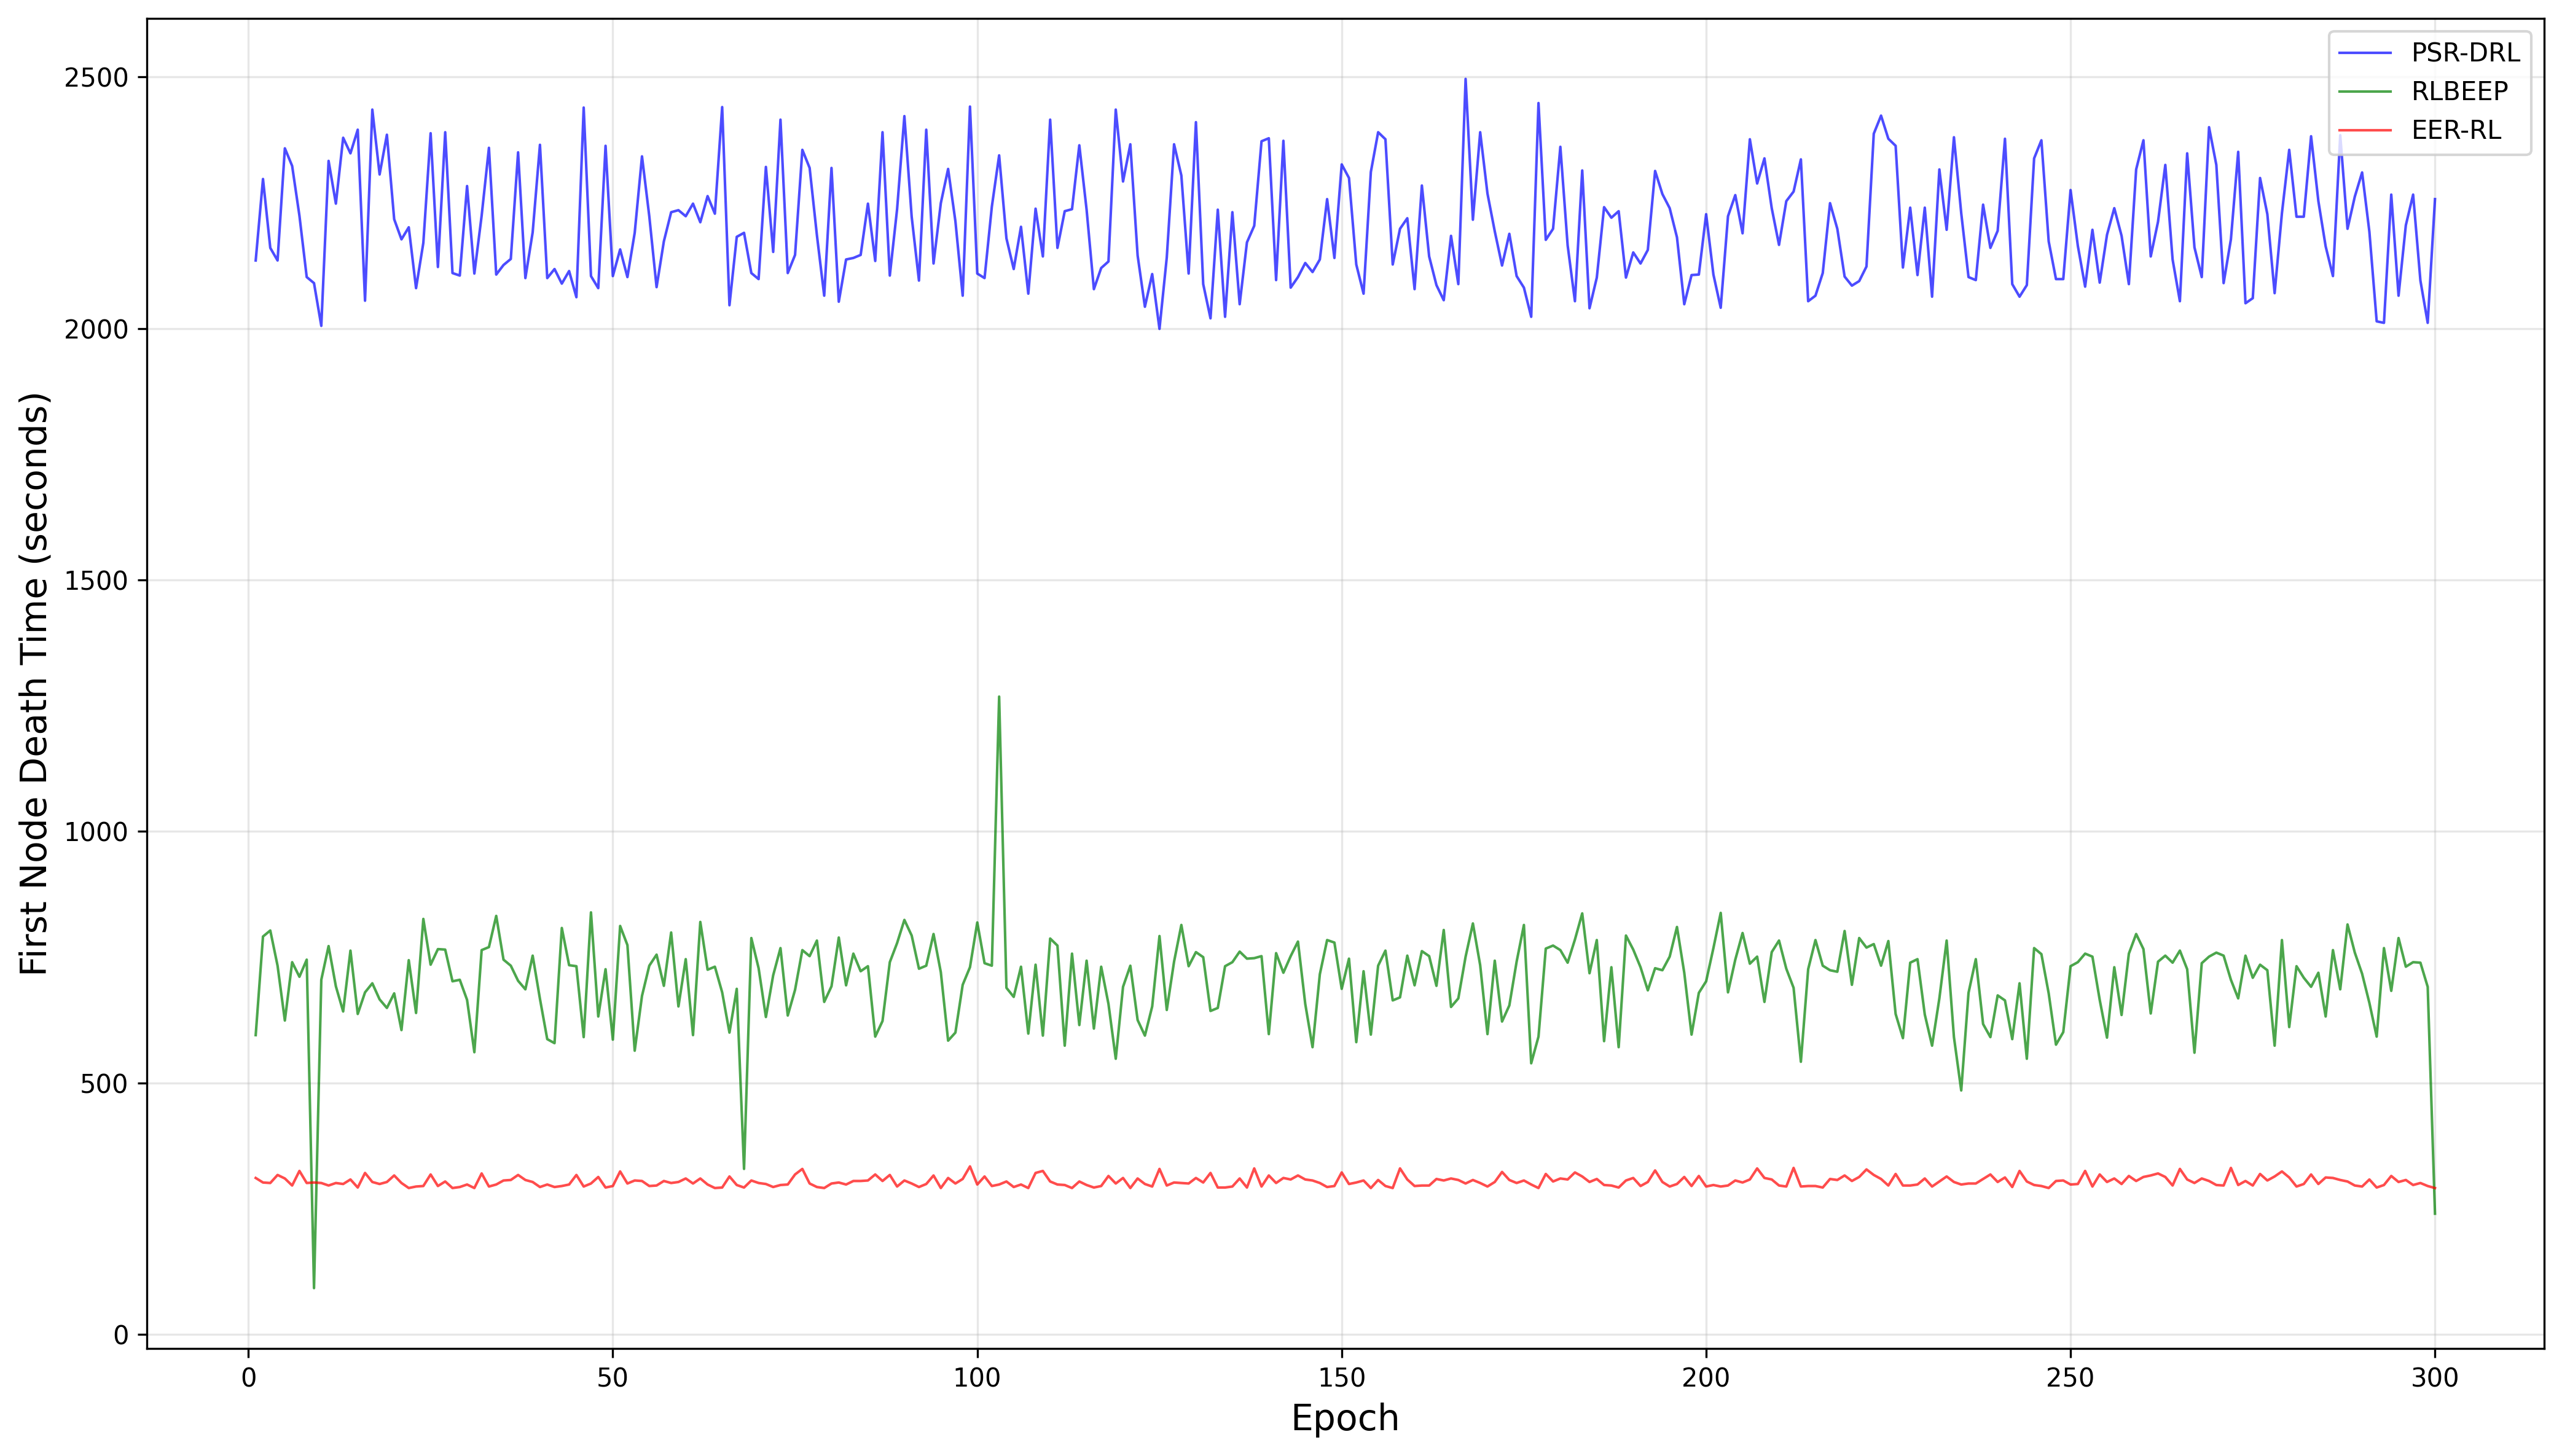 PSR-DRL
RLBEEP
EER-RL
First Node Death Time (seconds)
2500
2000
1500
1000
500
0
0 50 100 150 200 250 300
Epoch